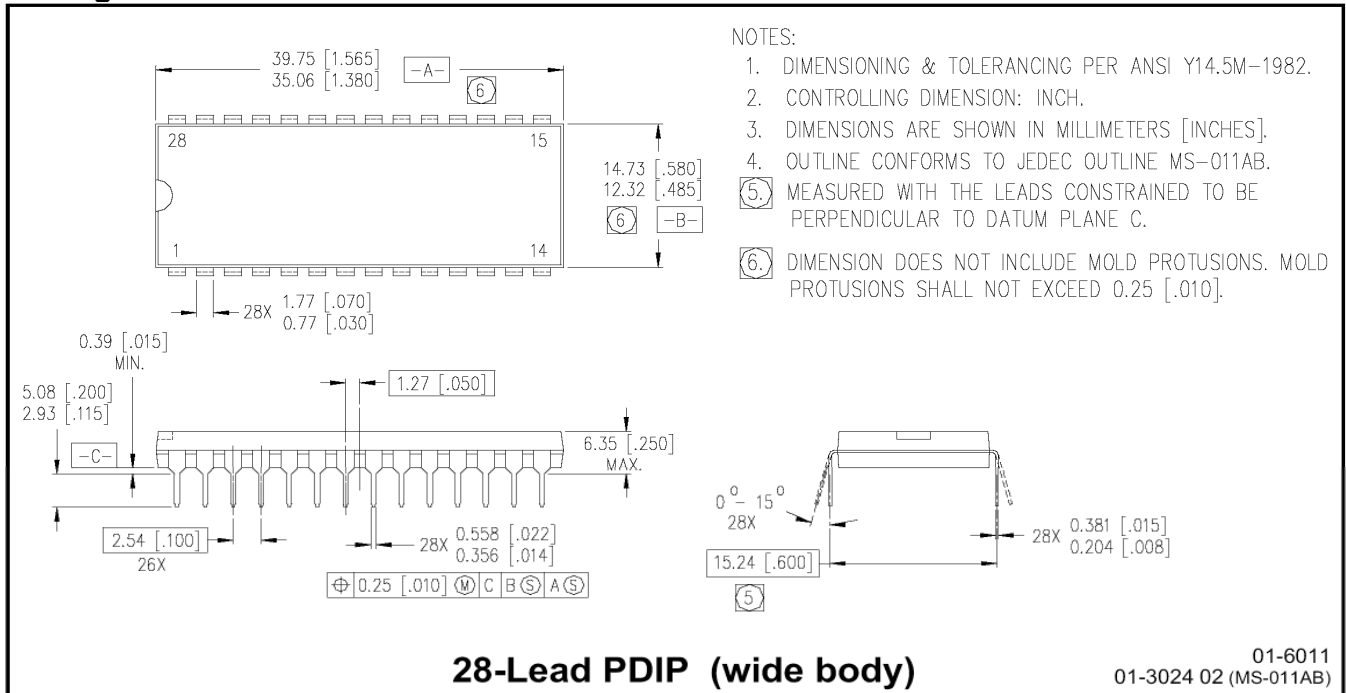 39.75 [1.565]
35.06 [1.380]
-A-
6
28
15
1
14
14.73 [.580]
12.32 [.485]
6
-B-
28X
1.77 [.070]
0.77 [.030]
NOTES:
1. DIMENSIONING & TOLERANCING PER ANSI Y14.5M-1982.
2. CONTROLLING DIMENSION: INCH.
3. DIMENSIONS ARE SHOWN IN MILLIMETERS [INCHES].
4. OUTLINE CONFORMS TO JEDEC OUTLINE MS-011AB.
5. MEASURED WITH THE LEADS CONSTRAINED TO BE
PERPENDICULAR TO DATUM PLANE C.
6. DIMENSION DOES NOT INCLUDE MOLD PROTUSIONS. MOLD
PROTUSIONS SHALL NOT EXCEED 0.25 [.010].
0.39 [.015]
MIN.
5.08 [.200]
2.93 [.115]
-C-
1.27 [.050]
6.35 [.250]
MAX.
2.54 [.100]
26X
28X
0.558 [.022]
0.356 [.014]
⌖ 0.25 [.010] Ⓜ C B Ⓢ A Ⓢ
0° - 15°
28X
15.24 [.600]
5
28X
0.381 [.015]
0.204 [.008]
28-Lead PDIP (wide body)
01-6011
01-3024 02 (MS-011AB)